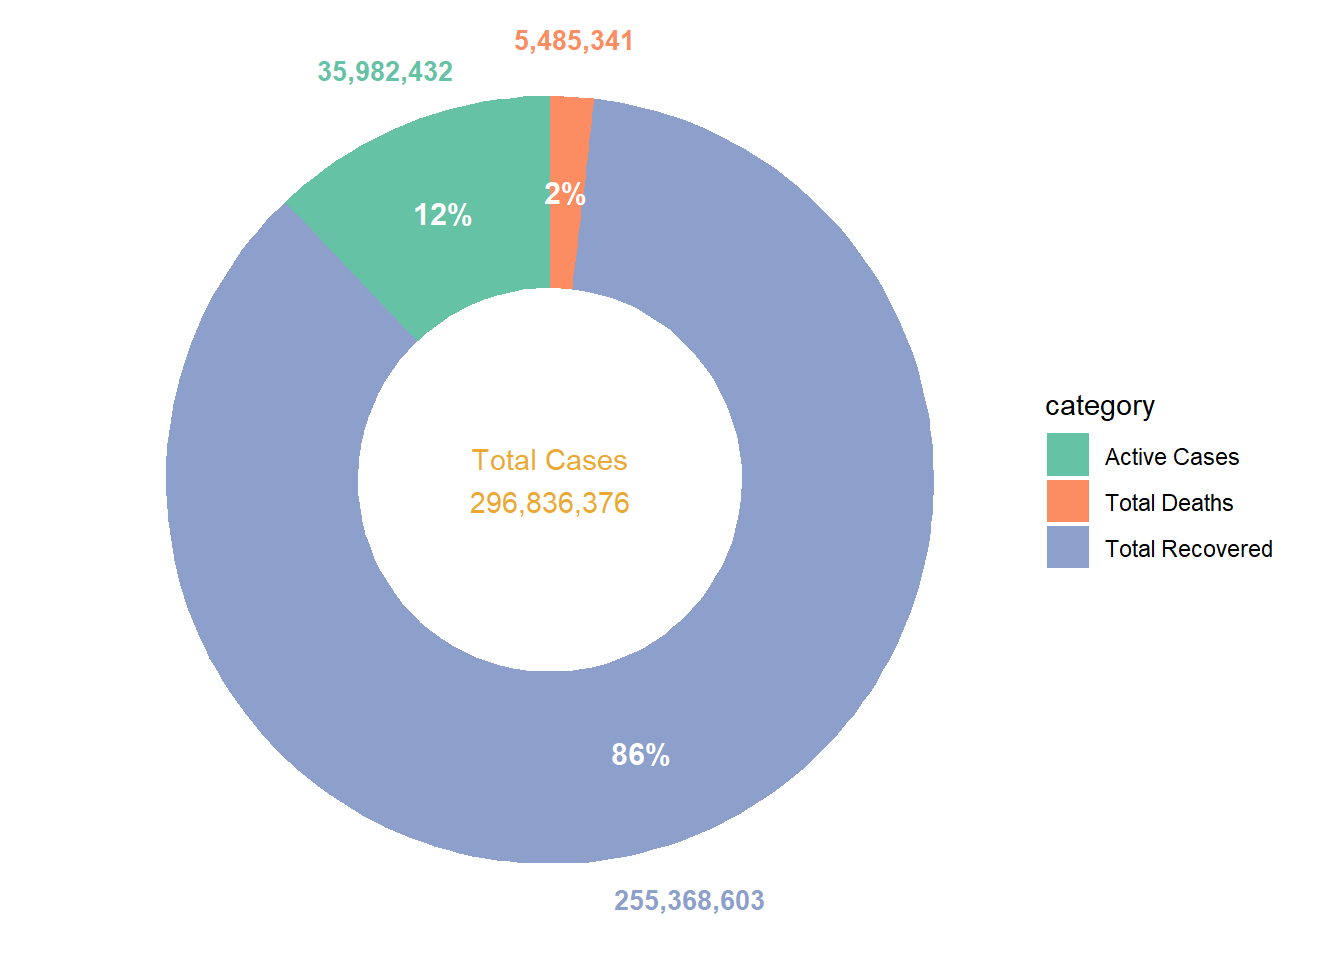 5,485,341
35,982,432
12%
2%
Total Cases
296,836,376
86%
255,368,603
category
Active Cases
Total Deaths
Total Recovered